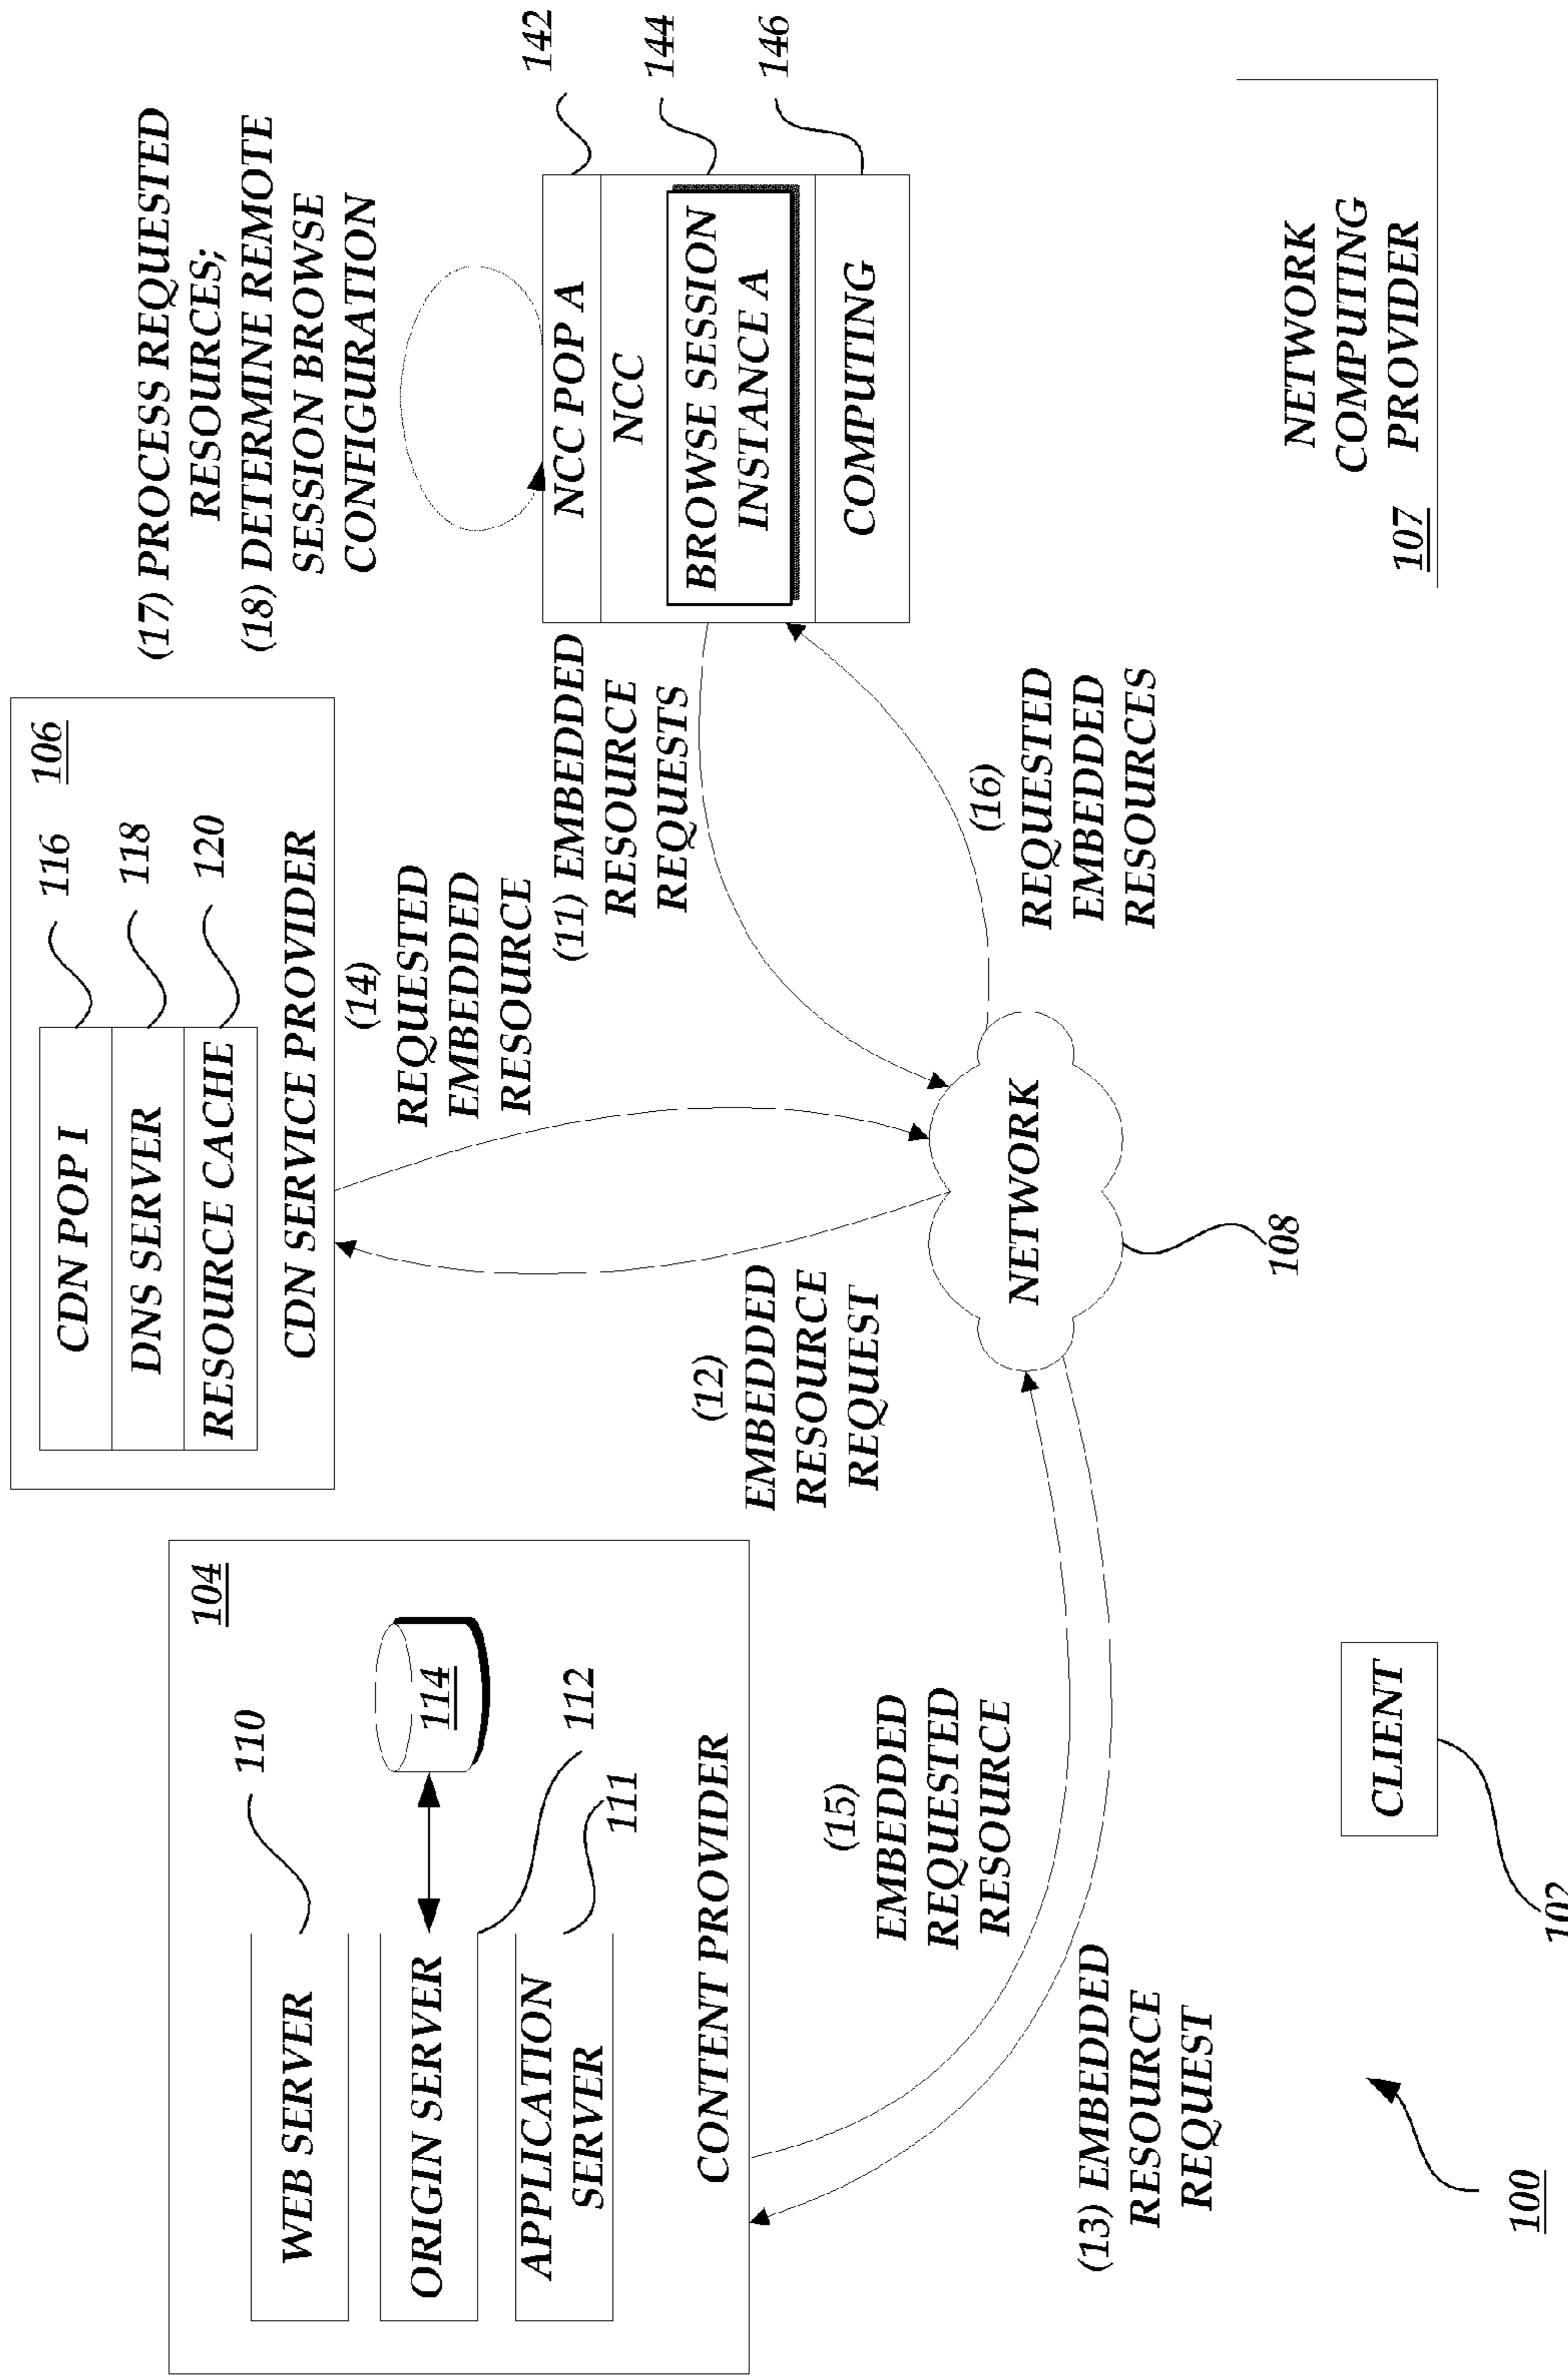 104
WEB SERVER
110
ORIGIN SERVER
114
112
APPLICATION
SERVER
111
CONTENT PROVIDER
106
CDN POP I
116
DNS SERVER
118
RESOURCE CACHE
120
CDN SERVICE PROVIDER
(17) PROCESS REQUESTED
RESOURCES;
(18) DETERMINE REMOTE
SESSION BROWSE
CONFIGURATION
NCC POP A
142
NCC
144
BROWSE SESSION
INSTANCE A
COMPUTING
146
(14)
REQUESTED
EMBEDDED
RESOURCE
(11) EMBEDDED
RESOURCE
REQUESTS
(12)
EMBEDDED
RESOURCE
REQUEST
(16)
REQUESTED
EMBEDDED
RESOURCES
(15)
EMBEDDED
REQUESTED
RESOURCE
NETWORK
108
(13) EMBEDDED
RESOURCE
REQUEST
CLIENT
102
NETWORK
COMPUTING
PROVIDER
107
100